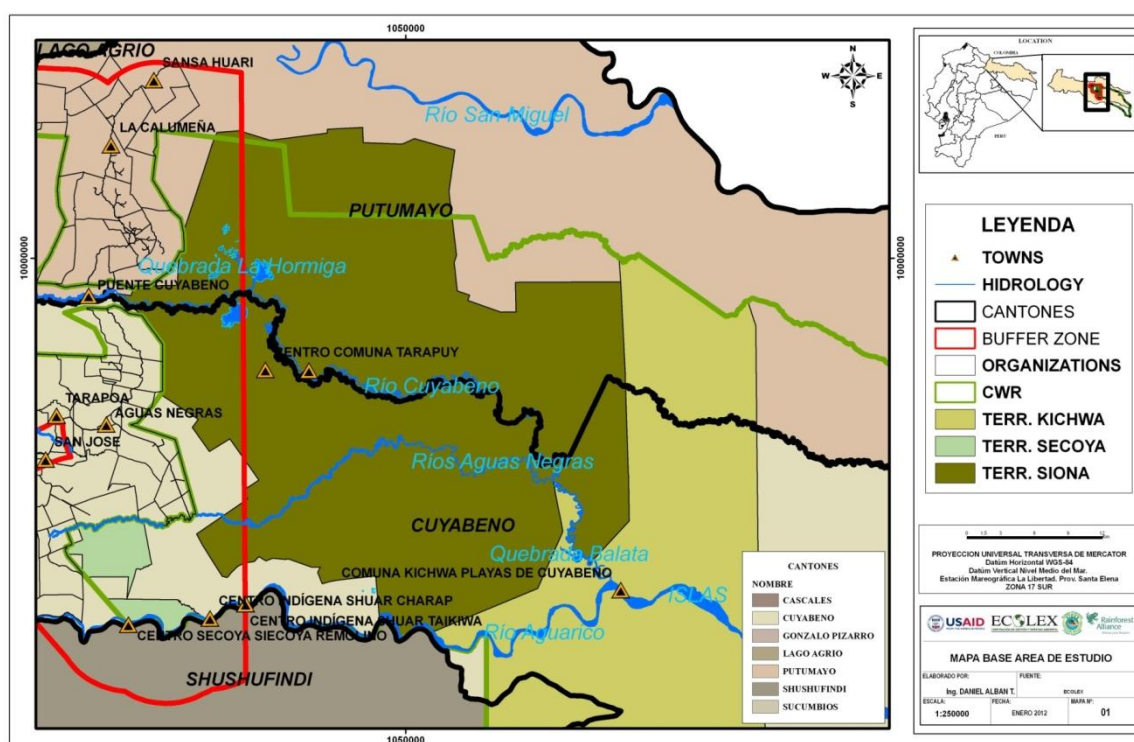 1050000
LAGO AGRIO
SANSA HUARI
N
W E
S
Río San Miguel
LA CALUMEÑA
PUTUMAYO
10000000
10000000
Quebrada La Hormiga
PUENTE CUYABENO
CENTRO COMUNA TARAPUY
Río Cuyabeno
TARAPOA
AGUAS NEGRAS
SAN JOSE
Ríos Aguas Negras
CUYABENO
Quebrada Balata
COMUNA KICHWA PLAYAS DE CUYABENO
ISLAS
CENTRO INDÍGENA SHUAR CHARAP
CENTRO INDÍGENA SHUAR TAIKIWA
CENTRO SECOYA SIECOYA REMOLINO
Río Aguarico
SHUSHUFINDI
1050000
CANTONES
NOMBRE
CASCALES
CUYABENO
GONZALO PIZARRO
LAGO AGRIO
PUTUMAYO
SHUSHUFINDI
SUCUMBIOS
LOCATION
COLOMBIA
PERU
LEYENDA
TOWNS
HIDROLOGY
CANTONES
BUFFER ZONE
ORGANIZATIONS
CWR
TERR. KICHWA
TERR. SECOYA
TERR. SIONA
PROYECCION UNIVERSAL TRANSVERSA DE MERCATOR
Datúm Horizontal WGS-84
Datúm Vertical Nivel Medio del Mar.
Estación Mareográfica La Libertad. Prov. Santa Elena
ZONA 17 SUR
USAID ECOLEX Rainforest Alliance
MAPA BASE AREA DE ESTUDIO
ELABORADO POR: FUENTE:
Ing. DANIEL ALBAN T. ECOLEX
ESCALA: FECHA: MAPA Nº:
1:250000 ENERO 2012 01